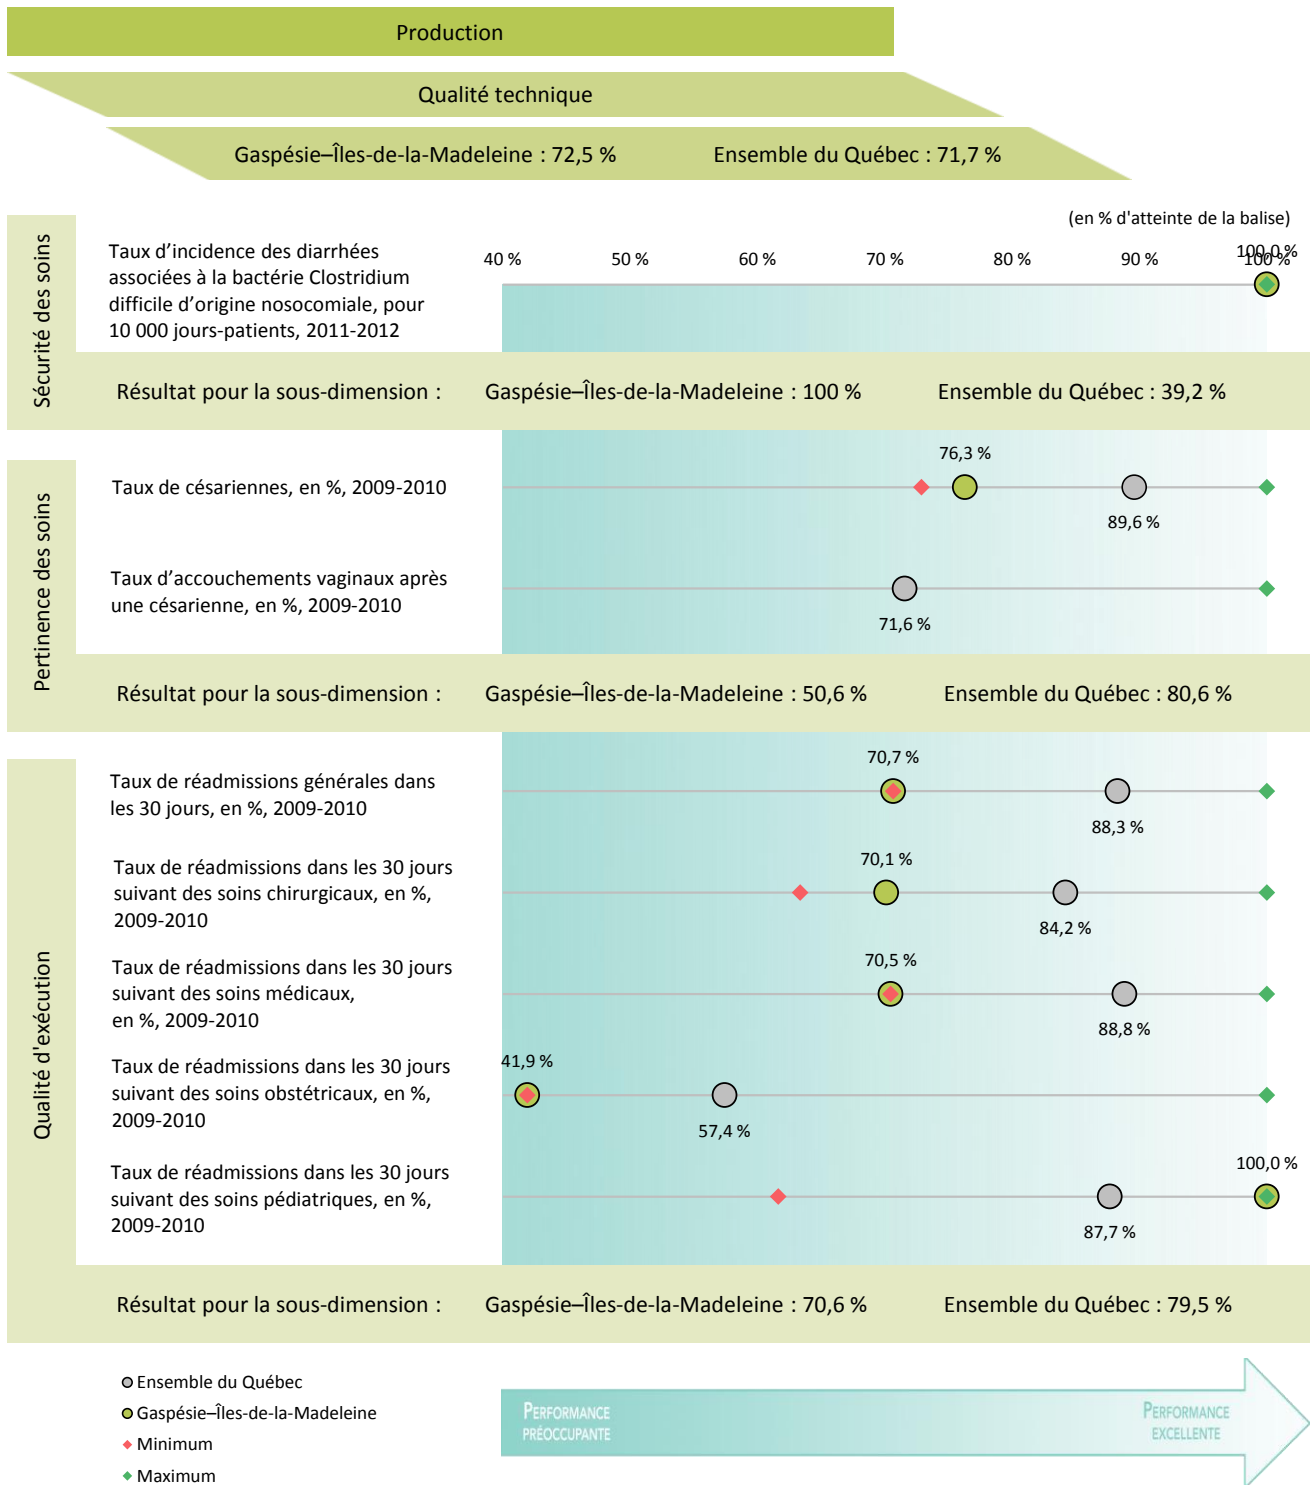 Production
Qualité technique
Gaspésie–Îles-de-la-Madeleine : 72,5 % Ensemble du Québec : 71,7 %
(en % d'atteinte de la balise)
Sécurité des soins
Taux d’incidence des diarrhées
associées à la bactérie Clostridium
difficile d’origine nosocomiale, pour
10 000 jours-patients, 2011-2012
40 % 50 % 60 % 70 % 80 % 90 % 100 %
100,0 %
Résultat pour la sous-dimension : Gaspésie–Îles-de-la-Madeleine : 100 % Ensemble du Québec : 39,2 %
Pertinence des soins
Taux de césariennes, en %, 2009-2010
76,3 %
89,6 %
Taux d’accouchements vaginaux après
une césarienne, en %, 2009-2010
71,6 %
Résultat pour la sous-dimension : Gaspésie–Îles-de-la-Madeleine : 50,6 % Ensemble du Québec : 80,6 %
Qualité d'exécution
Taux de réadmissions générales dans
les 30 jours, en %, 2009-2010
70,7 %
88,3 %
Taux de réadmissions dans les 30 jours
suivant des soins chirurgicaux, en %,
2009-2010
70,1 %
84,2 %
Taux de réadmissions dans les 30 jours
suivant des soins médicaux,
en %, 2009-2010
70,5 %
88,8 %
Taux de réadmissions dans les 30 jours
suivant des soins obstétricaux, en %,
2009-2010
41,9 %
57,4 %
Taux de réadmissions dans les 30 jours
suivant des soins pédiatriques, en %,
2009-2010
100,0 %
87,7 %
Résultat pour la sous-dimension : Gaspésie–Îles-de-la-Madeleine : 70,6 % Ensemble du Québec : 79,5 %
Ensemble du Québec
Gaspésie–Îles-de-la-Madeleine
Minimum
Maximum
PERFORMANCE
PRÉOCCUPANTE
PERFORMANCE
EXCELLENTE